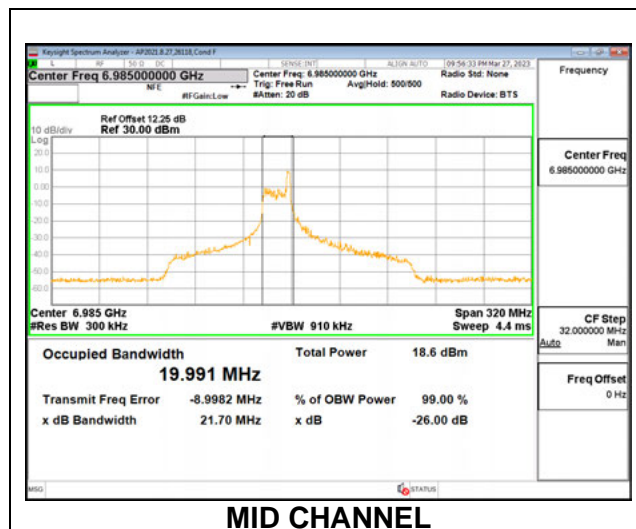 Keysight Spectrum Analyzer - AP2021.8.27,26118, Cond F
L RF 50 Ω DC SENSE:INT ALIGN AUTO 09:56:33 PM Mar 27, 2023
Center Freq 6.985000000 GHz Center Freq: 6.985000000 GHz Radio Std: None Frequency
NFE Trig: Free Run Avg|Hold: 500/500
#IFGain:Low #Atten: 20 dB Radio Device: BTS
Ref Offset 12.25 dB
10 dB/div Ref 30.00 dBm
Log
20.0
10.0
0.00
-10.0
-20.0
-30.0
-40.0
-50.0
-60.0
Center Freq
6.985000000 GHz
Center 6.985 GHz Span 320 MHz
#Res BW 300 kHz #VBW 910 kHz Sweep 4.4 ms
CF Step
32.000000 MHz
Auto Man
Occupied Bandwidth Total Power 18.6 dBm
19.991 MHz
Freq Offset
0 Hz
Transmit Freq Error -8.9982 MHz % of OBW Power 99.00 %
x dB Bandwidth 21.70 MHz x dB -26.00 dB
MSG STATUS
MID CHANNEL